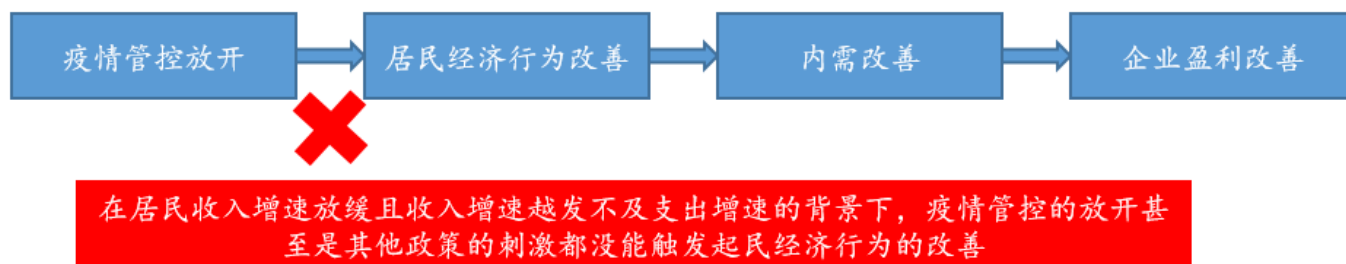 疫情管控放开
居民经济行为改善
内需改善
企业盈利改善
在居民收入增速放缓且收入增速越发不及支出增速的背景下，疫情管控的放开甚
至是其他政策的刺激都没能触发起民经济行为的改善